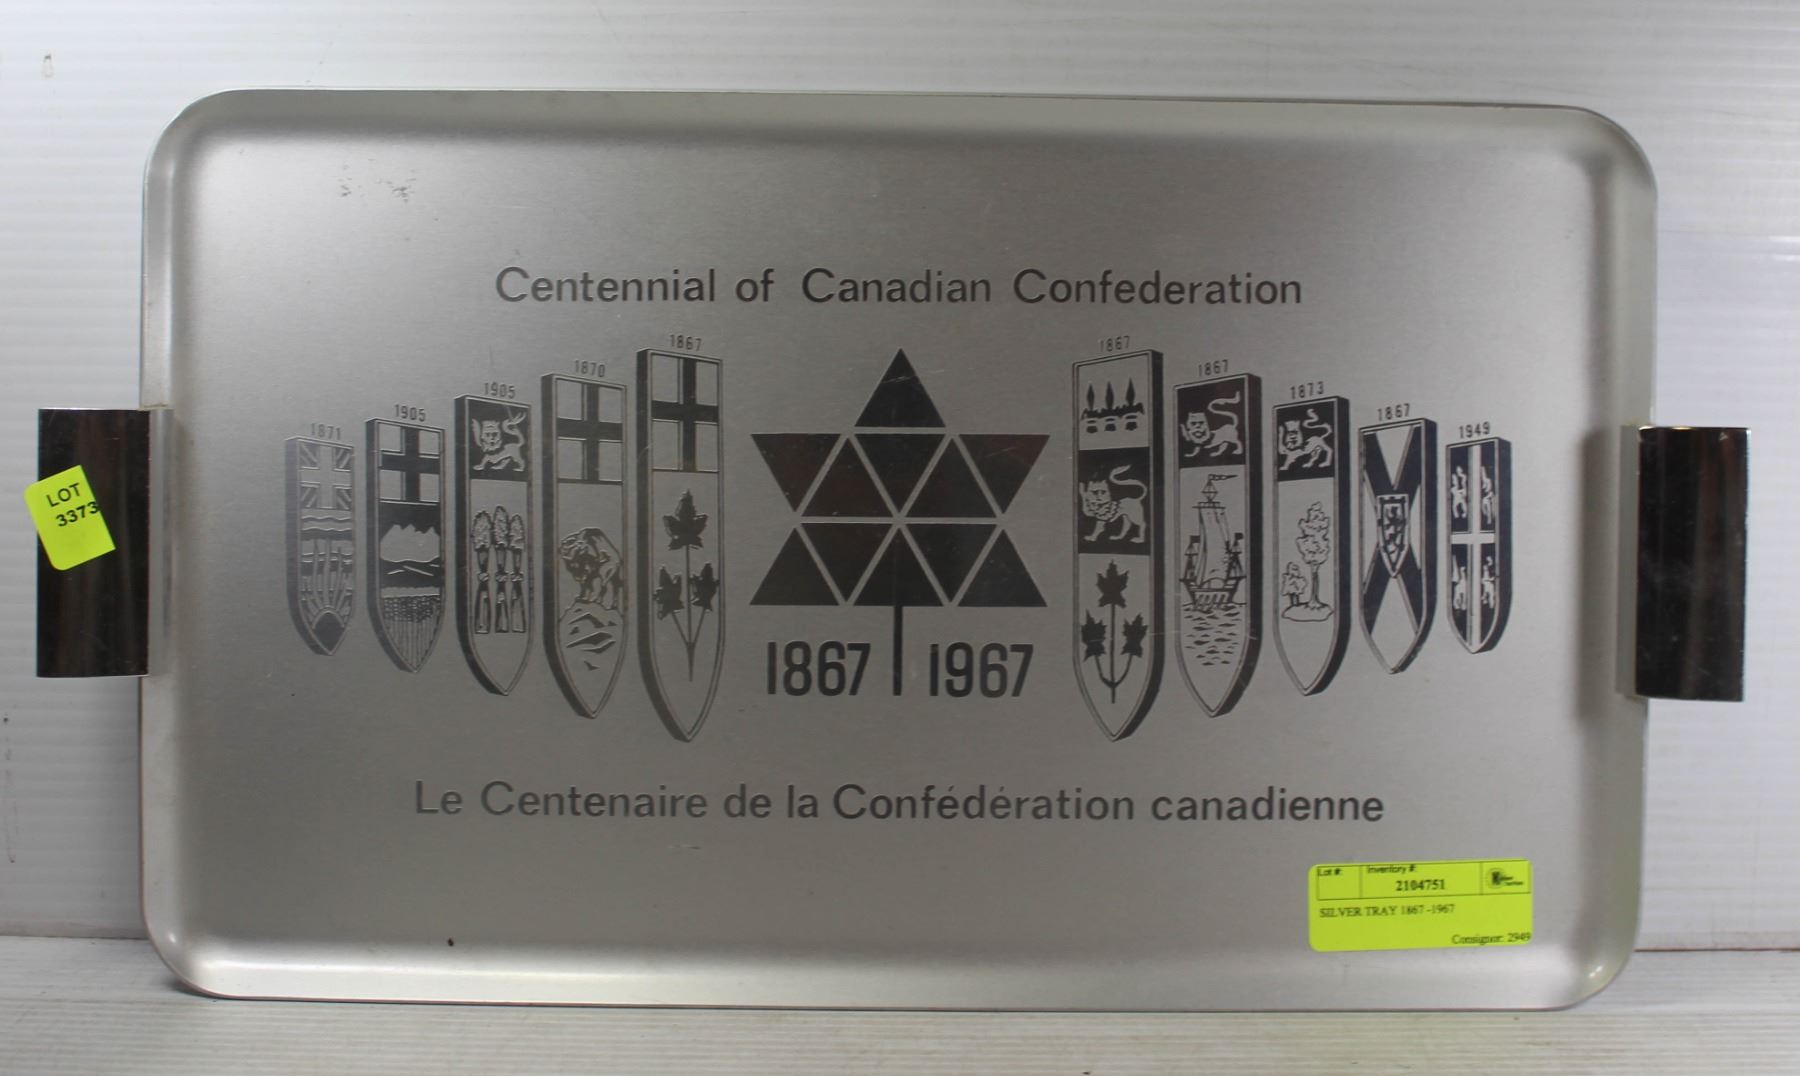 Centennial of Canadian Confederation
1871
1905
1905
1870
1867
1867
1867
1873
1867
1949
1867 1967
Le Centenaire de la Confédération canadienne
LOT
3373
Lot #: Inventory #:
2104751
SILVER TRAY 1867-1967
Consignor: 2949